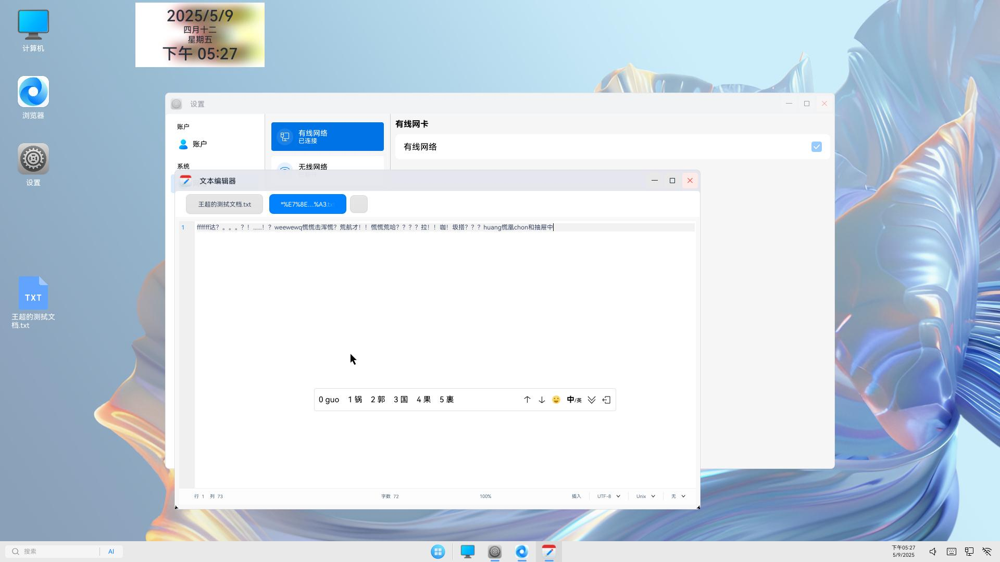 计算机
浏览器
设置
TXT
王超的测拭文
档.txt
2025/5/9
四月十二
星期五
下午 05:27
设置
账户
账户
系统
有线网络
已连接
无线网络
有线网卡
有线网络
文本编辑器
王超的测拭文档.txt
*%E7%8E...%A3.tx
1
ffffff达？。。。？！......！？weewewq慌慌击浑慌？荒航才！！慌慌荒哈？？？？拉！！咖！圾搭？？？huang慌凰chon和抽屉中
0 guo 1 锅 2 郭 3 国 4 果 5 裹
中/英
行 1 列 73
字数 72
100%
插入
UTF-8
Unix
无
搜索
AI
下午05:27
5/9/2025